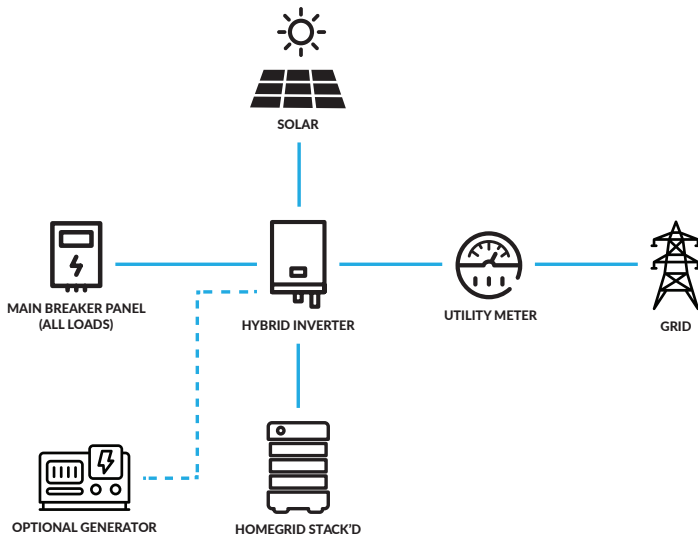 SOLAR
MAIN BREAKER PANEL
(ALL LOADS)
HYBRID INVERTER
UTILITY METER
GRID
OPTIONAL GENERATOR
HOMEGRID STACK'D